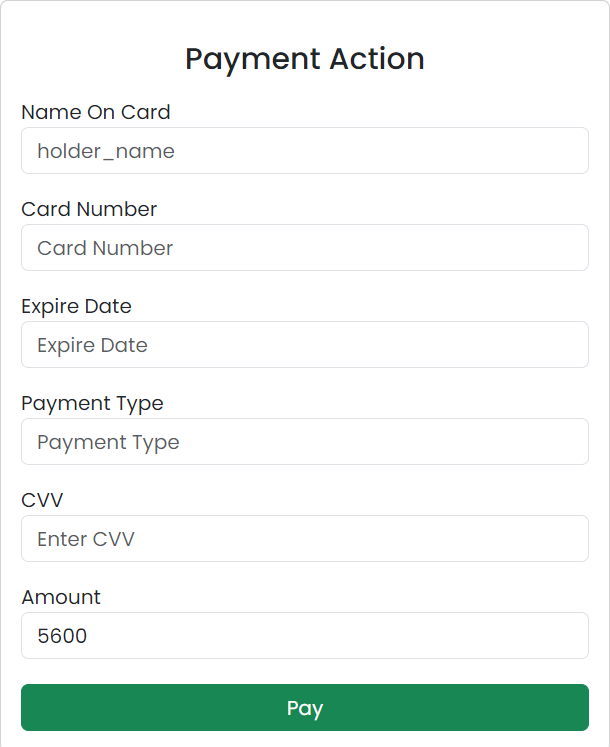 Payment Action
Name On Card
holder_name
Card Number
Card Number
Expire Date
Expire Date
Payment Type
Payment Type
CVV
Enter CVV
Amount
5600
Pay